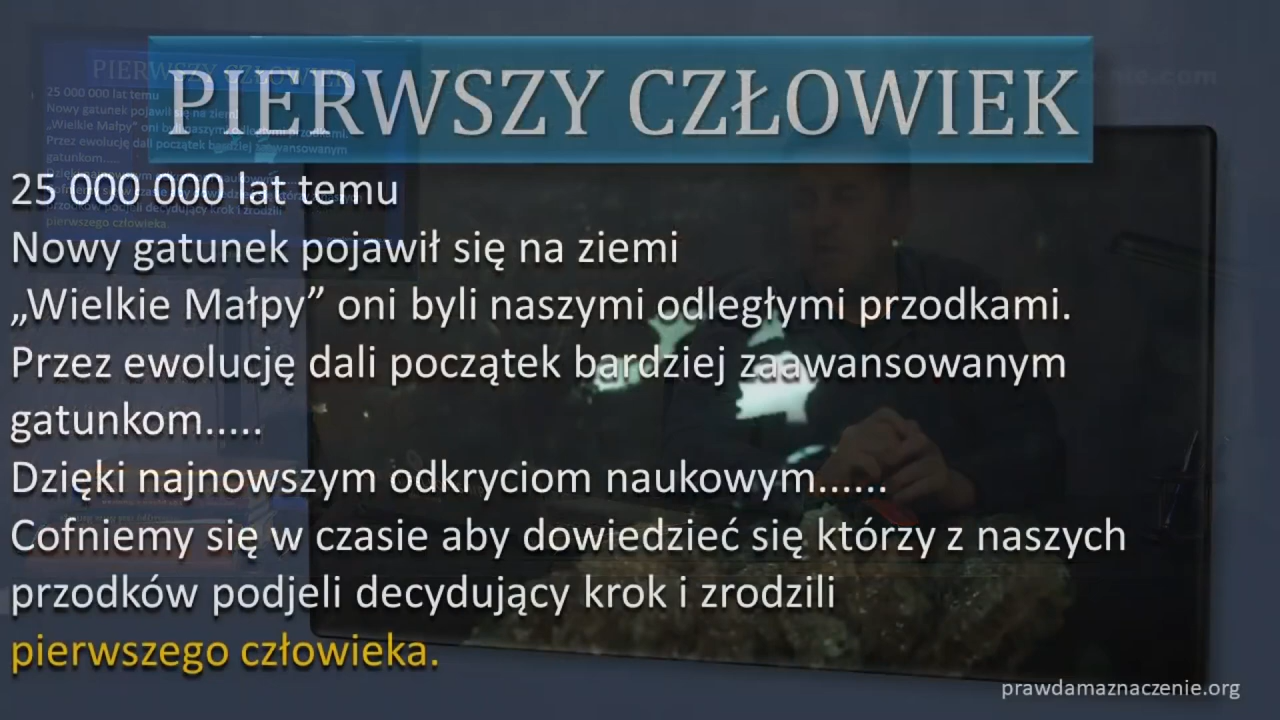 PIERWSZY CZŁOWIEK
25 000 000 lat temu
Nowy gatunek pojawił się na ziemi
„Wielkie Małpy” oni byli naszymi odległymi przodkami.
Przez ewolucję dali początek bardziej zaawansowanym
gatunkom.....
Dzięki najnowszym odkryciom naukowym......
Cofniemy się w czasie aby dowiedzieć się którzy z naszych
przodków podjeli decydujący krok i zrodzili
pierwszego człowieka.
prawdamaznaczenie.org